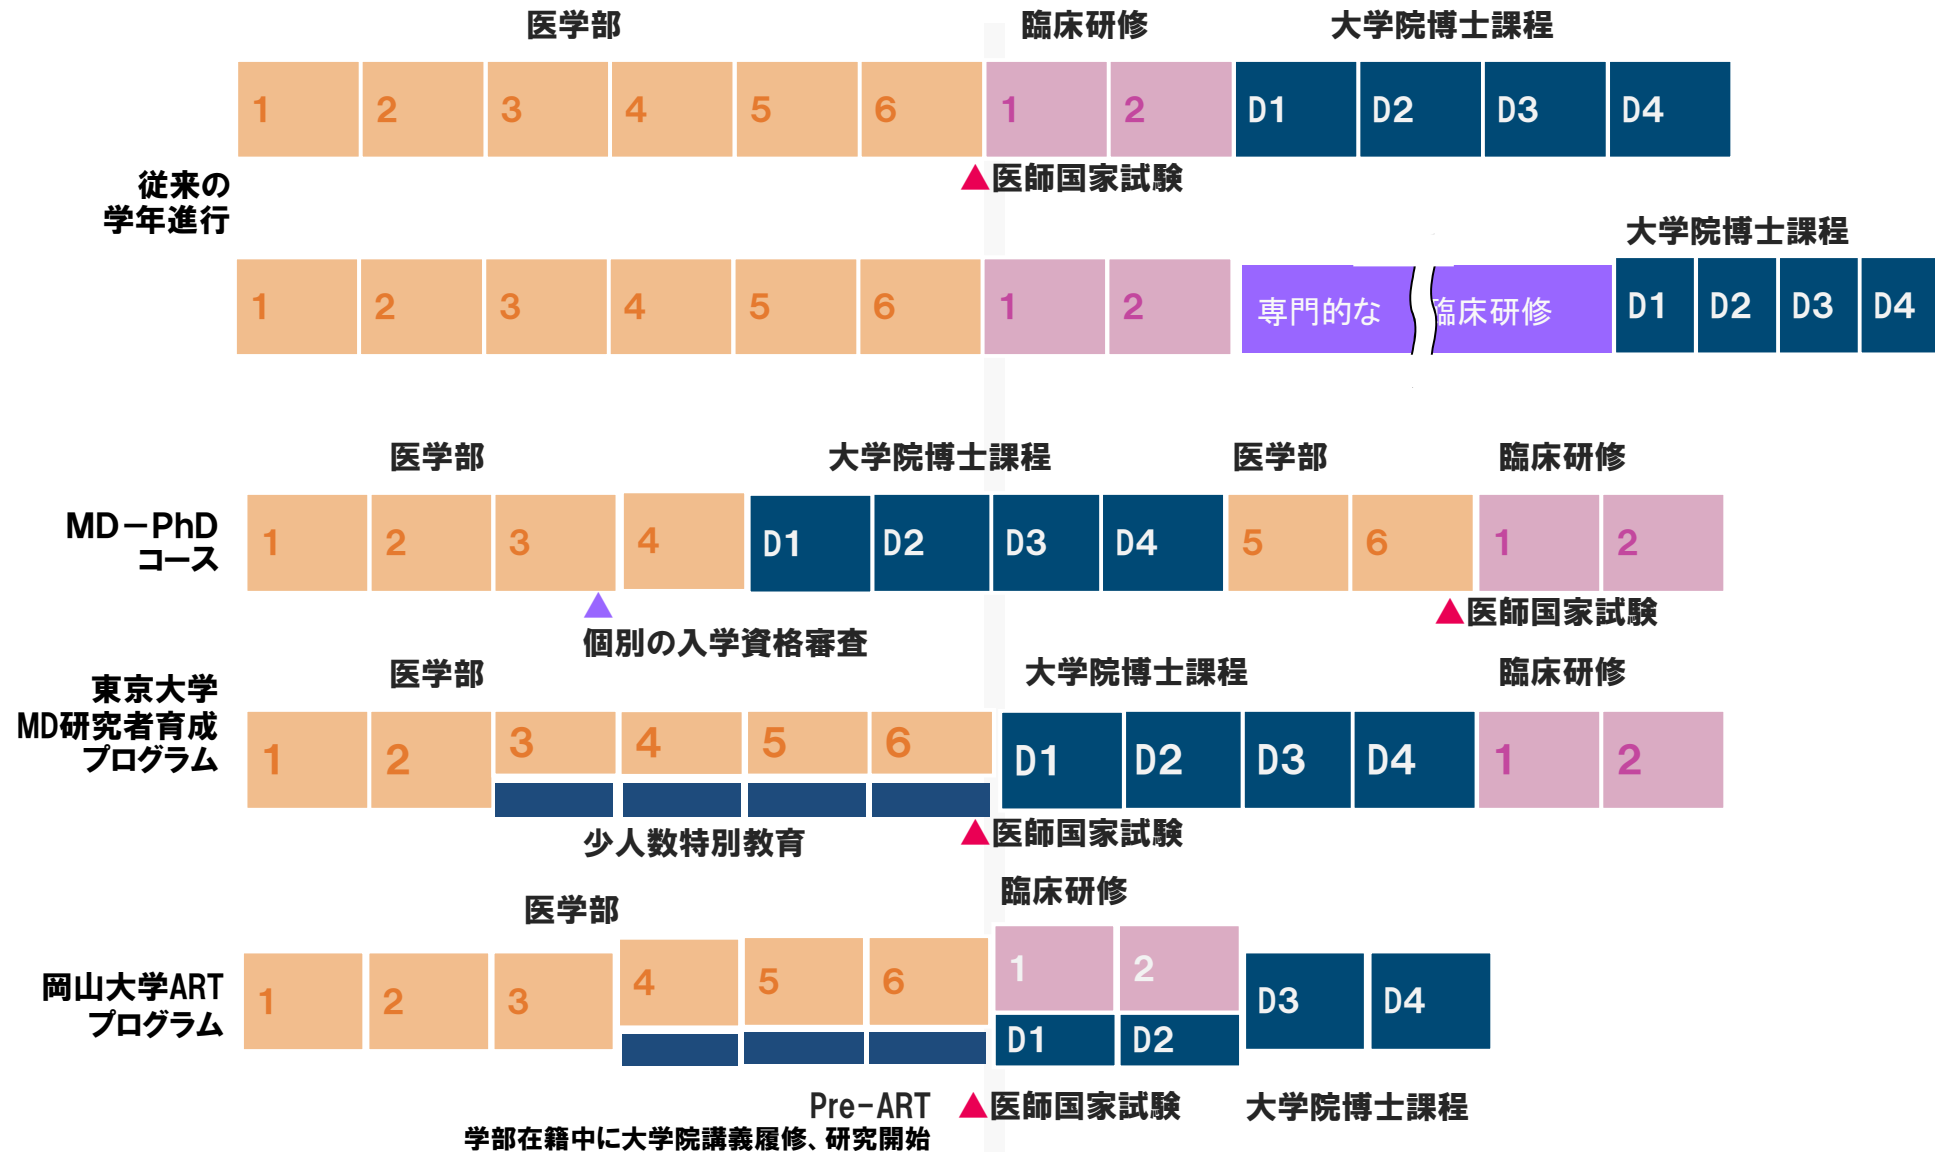 医学部 臨床研修 大学院博士課程
1 2 3 4 5 6 1 2 D1 D2 D3 D4
▲医師国家試験
従来の
学年進行
大学院博士課程
1 2 3 4 5 6 1 2 専門的な 臨床研修 D1 D2 D3 D4
医学部 大学院博士課程 医学部 臨床研修
MD－PhD
コース
1 2 3 4 D1 D2 D3 D4 5 6 1 2
▲医師国家試験
個別の入学資格審査
医学部 大学院博士課程 臨床研修
東京大学
MD研究者育成
プログラム
1 2 3 4 5 6 D1 D2 D3 D4 1 2
少人数特別教育
▲医師国家試験
医学部 臨床研修
岡山大学ART
プログラム
1 2 3 4 5 6 1 2 D3 D4
D1 D2
Pre-ART ▲医師国家試験 大学院博士課程
学部在籍中に大学院講義履修、研究開始